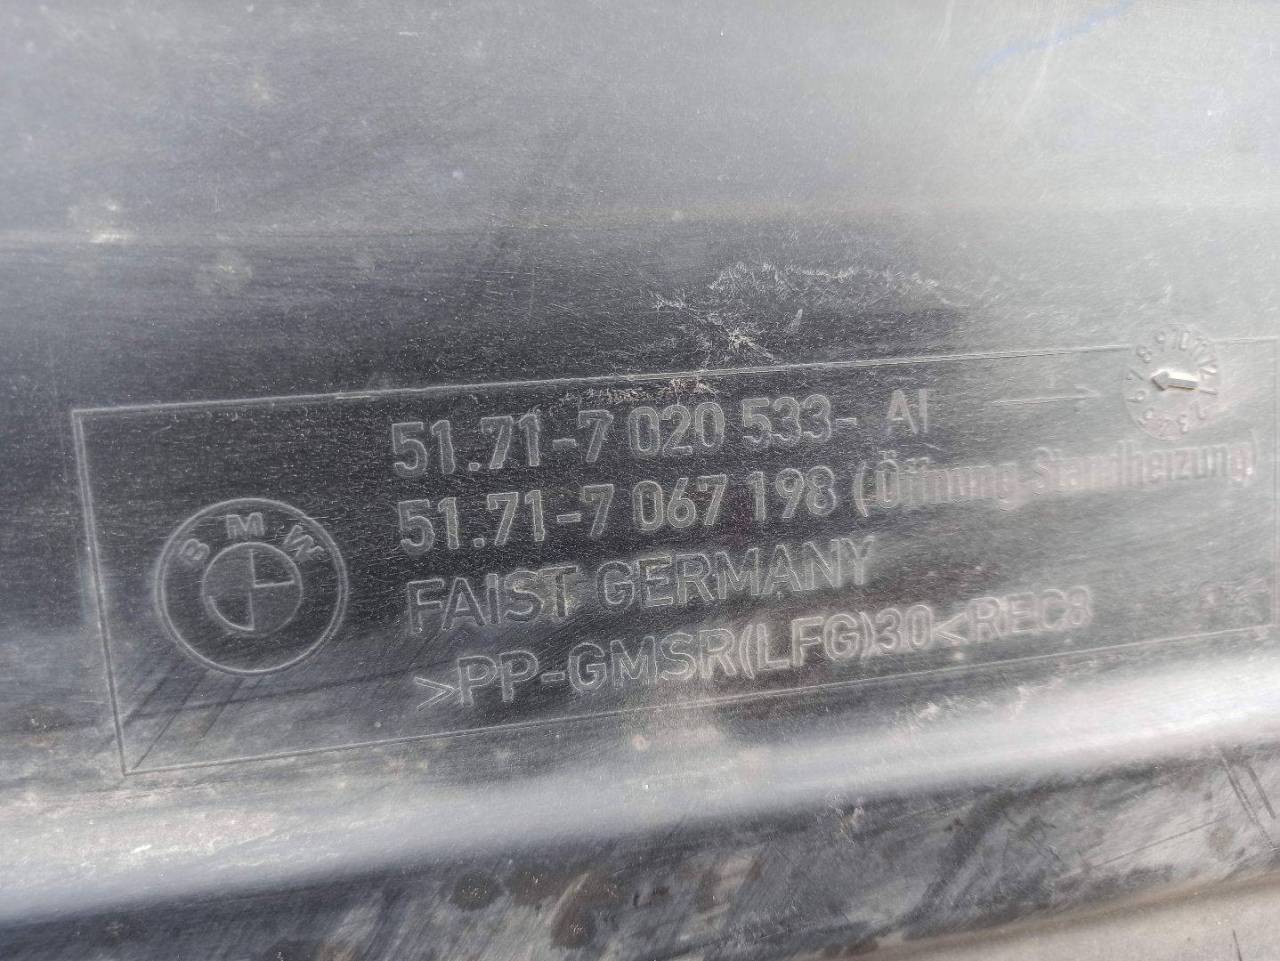 BMW
51.71-7 020 533- AI
51.71-7 067 198 (Öffnung Standheizung)
FAIST GERMANY
>PP-GMSR(LFG)30< REC8